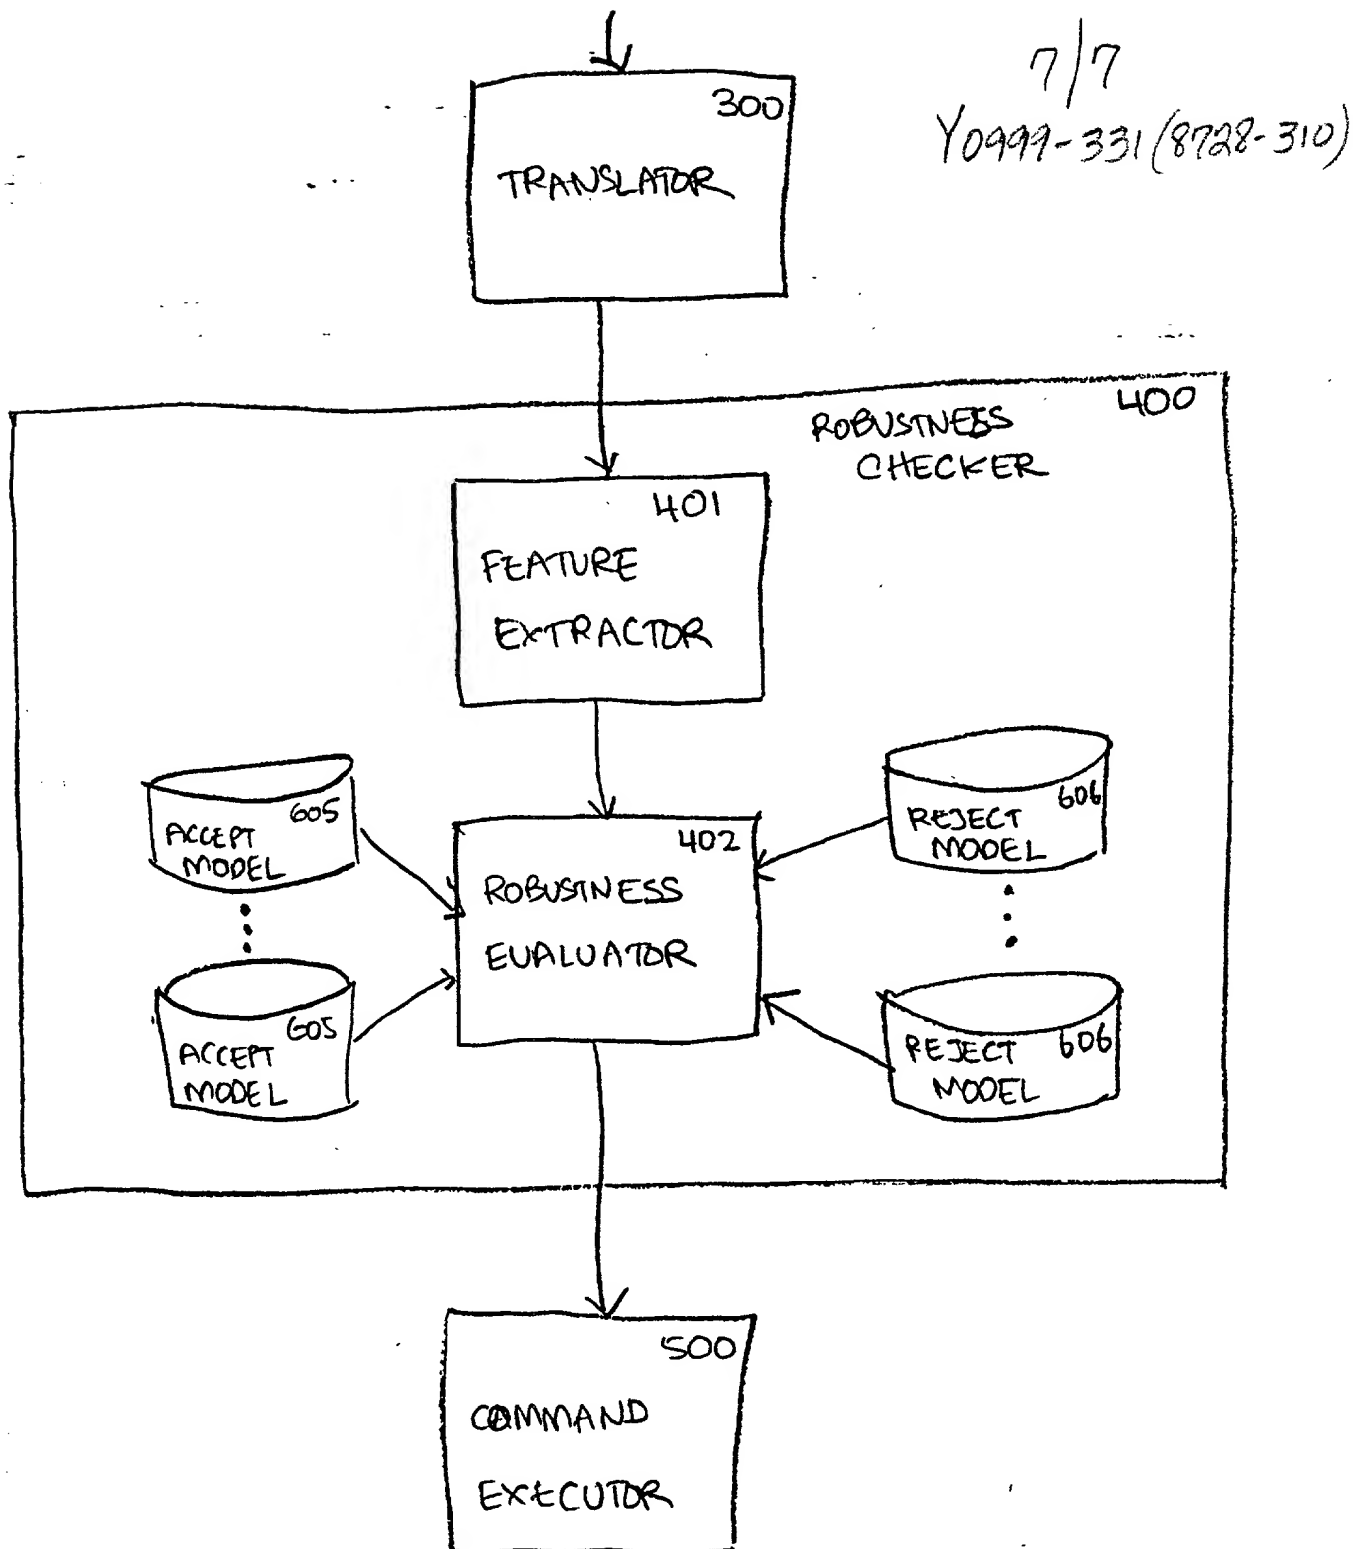 7/7
Y0999-331(8728-310)
300
TRANSLATOR
400
ROBUSTNESS
CHECKER
401
FEATURE
EXTRACTOR
605
ACCEPT
MODEL
402
ROBUSTNESS
EVALUATOR
606
REJECT
MODEL
605
ACCEPT
MODEL
606
REJECT
MODEL
500
COMMAND
EXECUTOR